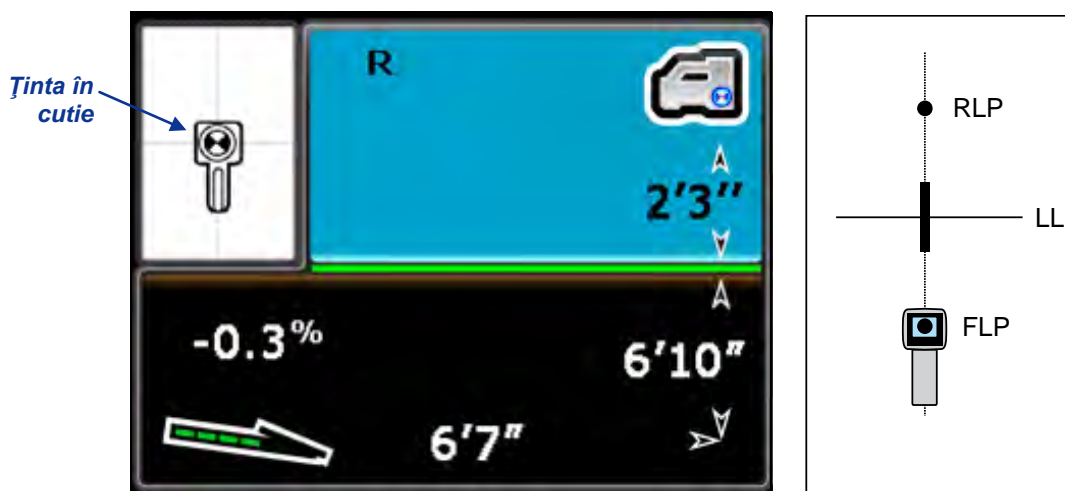 Ţinta în
cutie
R
2'3"
-0.3%
6'10"
6'7"
RLP
LL
FLP